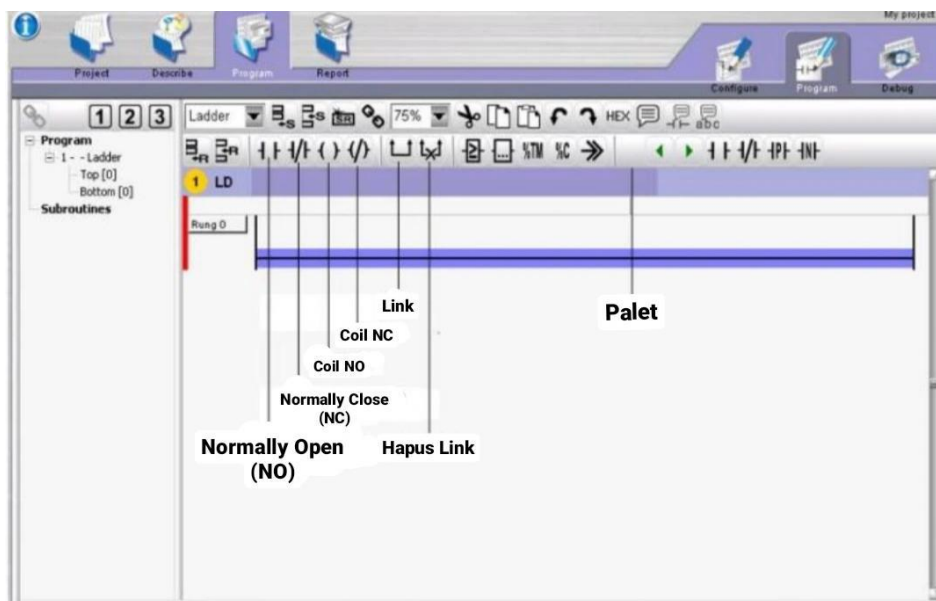 My project
Project
Describe
Program
Report
Configure
Program
Debug
1 2 3
Ladder
75%
HEX
abc
Program
1 - - Ladder
Top [0]
Bottom [0]
Subroutines
%TM
%C
1 LD
Rung 0
Link
Palet
Coil NC
Coil NO
Normally Close
(NC)
Normally Open
(NO)
Hapus Link